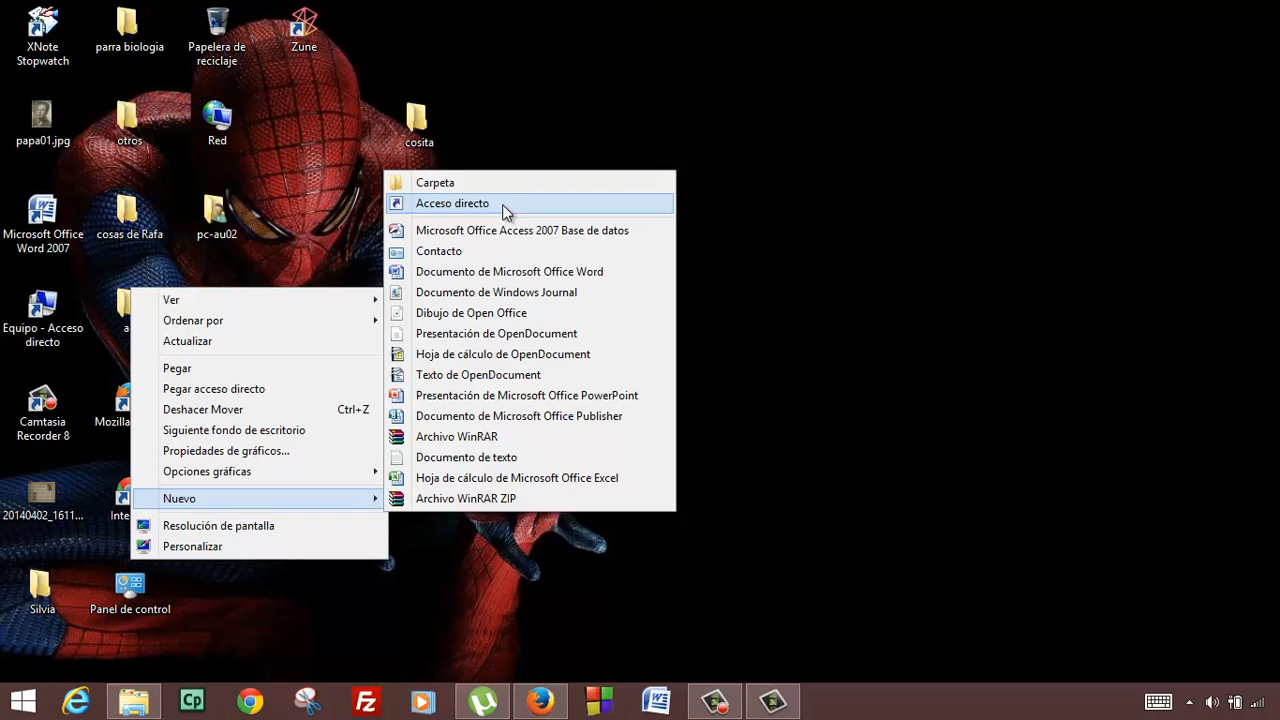 XNote
Stopwatch
parra biologia
Papelera de
reciclaje
Zune
papa01.jpg
otros
Red
cosita
Microsoft Office
Word 2007
cosas de Rafa
pc-au02
Equipo - Acceso
directo
a
Camtasia
Recorder 8
Mozilla
20140402_1611...
Inte
Silvia
Panel de control
Ver
Ordenar por
Actualizar
Pegar
Pegar acceso directo
Deshacer Mover Ctrl+Z
Siguiente fondo de escritorio
Propiedades de gráficos...
Opciones gráficas
Nuevo
Resolución de pantalla
Personalizar
Carpeta
Acceso directo
Microsoft Office Access 2007 Base de datos
Contacto
Documento de Microsoft Office Word
Documento de Windows Journal
Dibujo de Open Office
Presentación de OpenDocument
Hoja de cálculo de OpenDocument
Texto de OpenDocument
Presentación de Microsoft Office PowerPoint
Documento de Microsoft Office Publisher
Archivo WinRAR
Documento de texto
Hoja de cálculo de Microsoft Office Excel
Archivo WinRAR ZIP
Cp
Fz